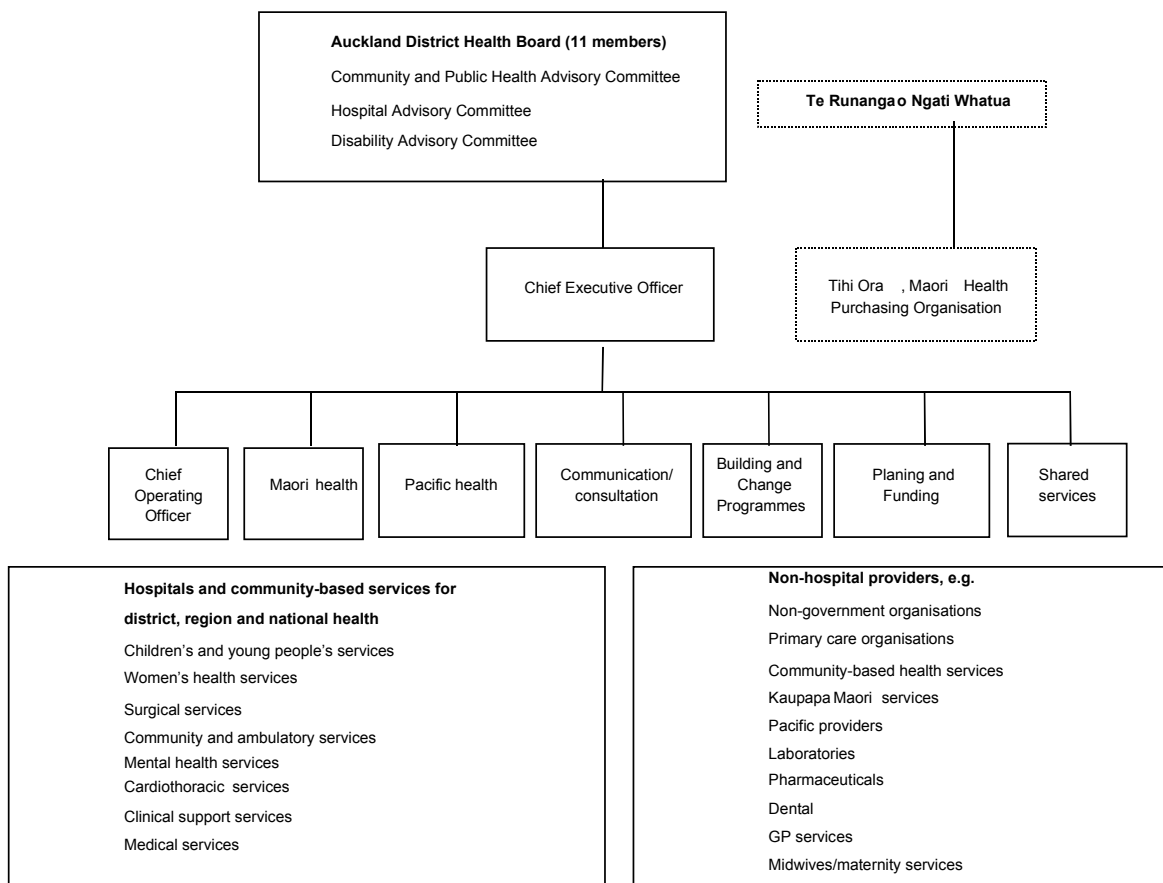 Auckland District Health Board (11 members)
Community and Public Health Advisory Committee
Hospital Advisory Committee
Disability Advisory Committee
Te Runangao Ngati Whatua
Chief Executive Officer
Tihi Ora , Maori Health
Purchasing Organisation
Chief
Operating
Officer
Maori health
Pacific health
Communication/
consultation
Building and
Change
Programmes
Planing and
Funding
Shared
services
Hospitals and community-based services for
district, region and national health
Children’s and young people’s services
Women’s health services
Surgical services
Community and ambulatory services
Mental health services
Cardiothoracic services
Clinical support services
Medical services
Non-hospital providers, e.g.
Non-government organisations
Primary care organisations
Community-based health services
Kaupapa Maori services
Pacific providers
Laboratories
Pharmaceuticals
Dental
GP services
Midwives/maternity services